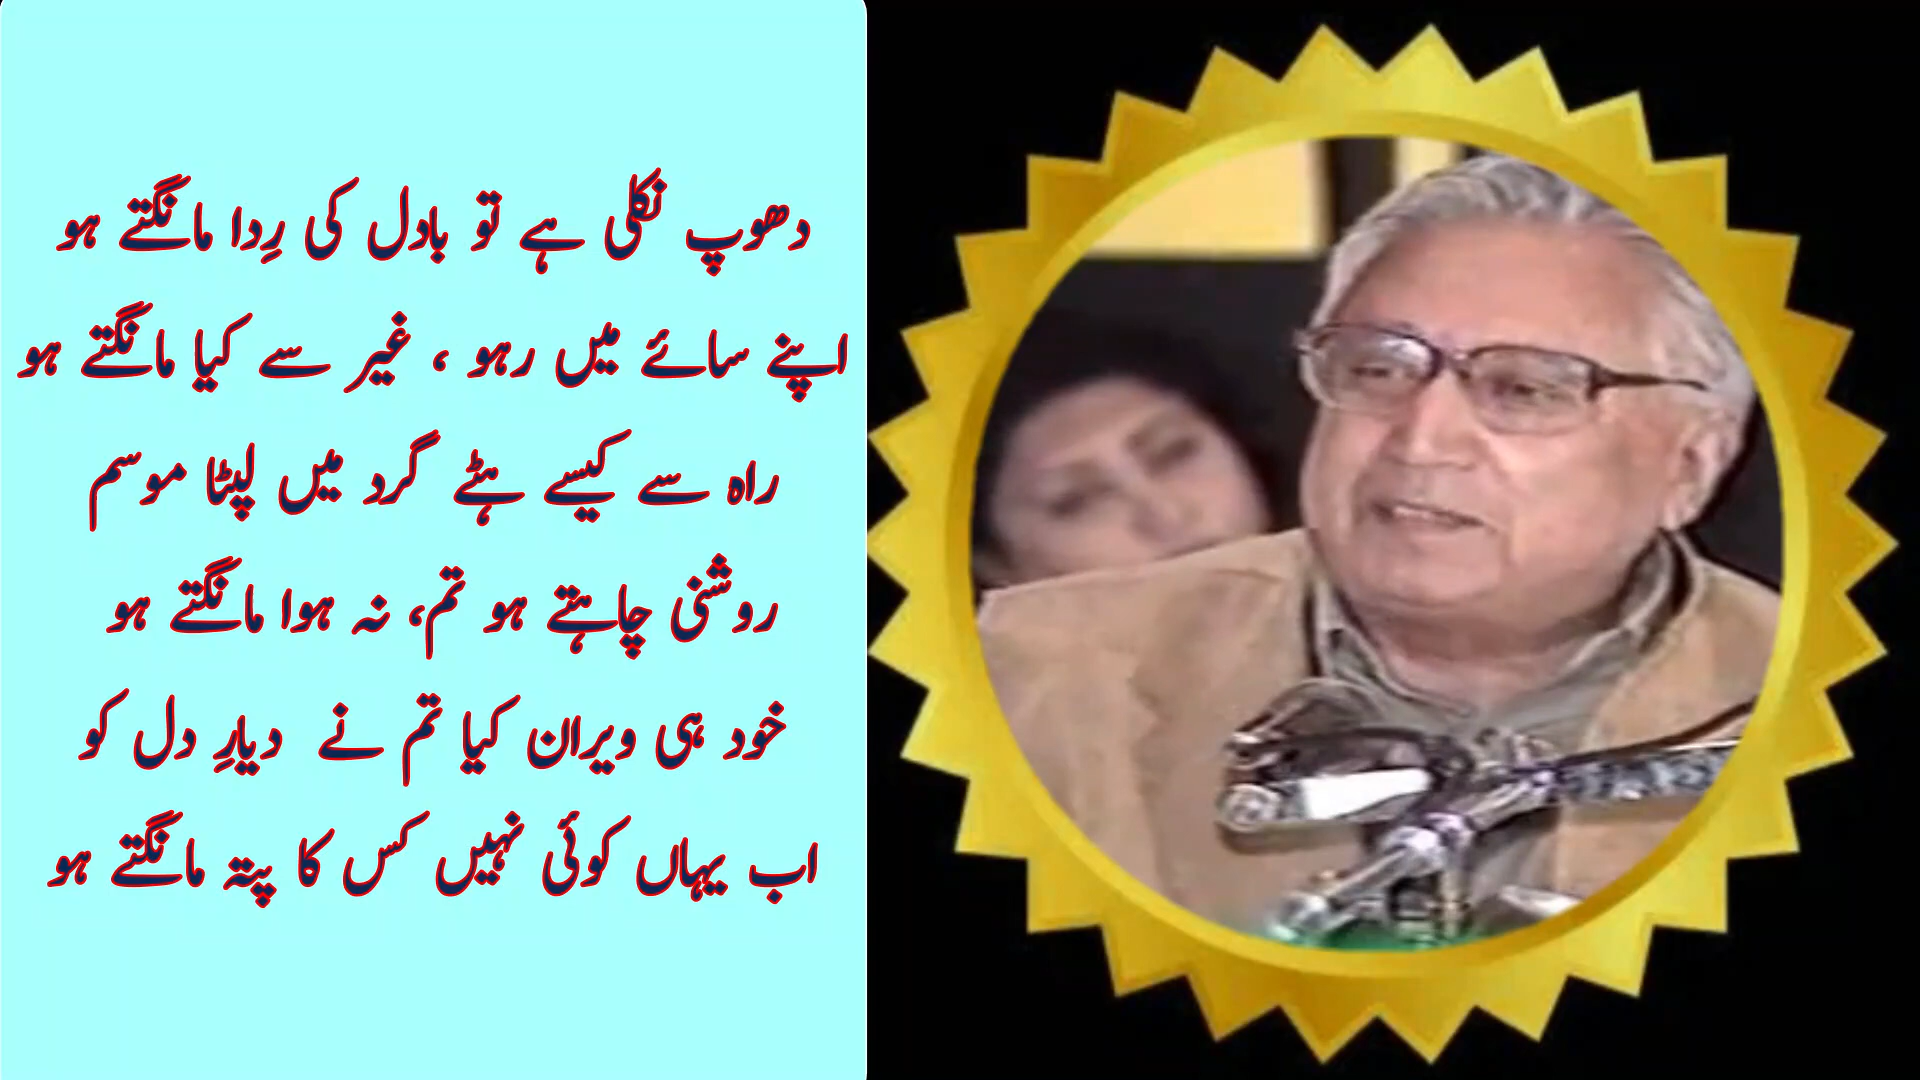 دھوپ نکلی ہے تو بادل کی رِدا مانگتے ہو
اپنے سائے میں رہو ، غیر سے کیا مانگتے ہو
راہ سے کیسے ہٹے گرد میں لپٹا موسم
روشنی چاہتے ہو تم، نہ ہوا مانگتے ہو
خود ہی ویران کیا تم نے دیارِ دل کو
اب یہاں کوئی نہیں کس کا پتہ مانگتے ہو